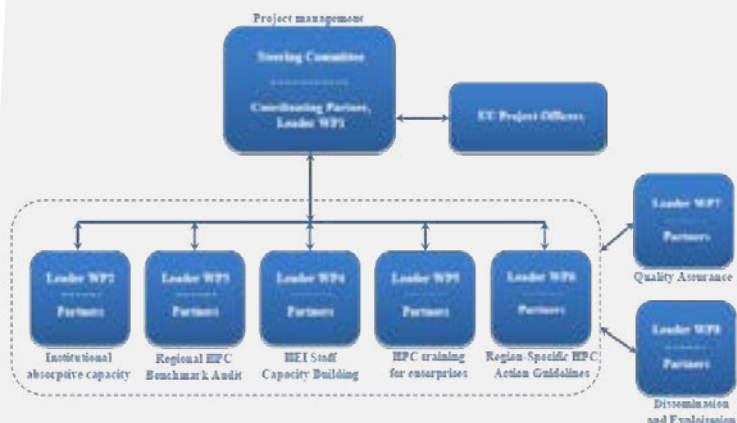 Project management
Steering Committee
Coordinating Partner,
Leader WP1
EU Project Officers
Leader WP2
Partners
Leader WP3
Partners
Leader WP4
Partners
Leader WP5
Partners
Leader WP6
Partners
Leader WP7
Partners
Quality Assurance
Institutional
absorptive capacity
Regional HPC
Benchmark Audit
HEI Staff
Capacity Building
HPC training
for enterprises
Region-Specific HPC
Action Guidelines
Leader WP8
Partners
Dissemination
and Exploitation